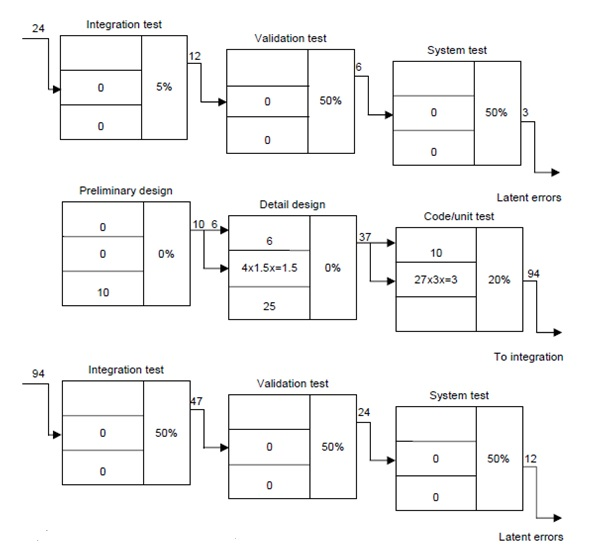 24
Integration test
0
5%
0
12
Validation test
0
50%
0
6
System test
0
50%
0
3
Latent errors
Preliminary design
0
0
0%
10
10 6
Detail design
6
4x1.5x=1.5
0%
25
37
Code/unit test
10
27x3x=3
20%
94
To integration
94
Integration test
0
50%
0
47
Validation test
0
50%
0
24
System test
0
50%
0
12
Latent errors